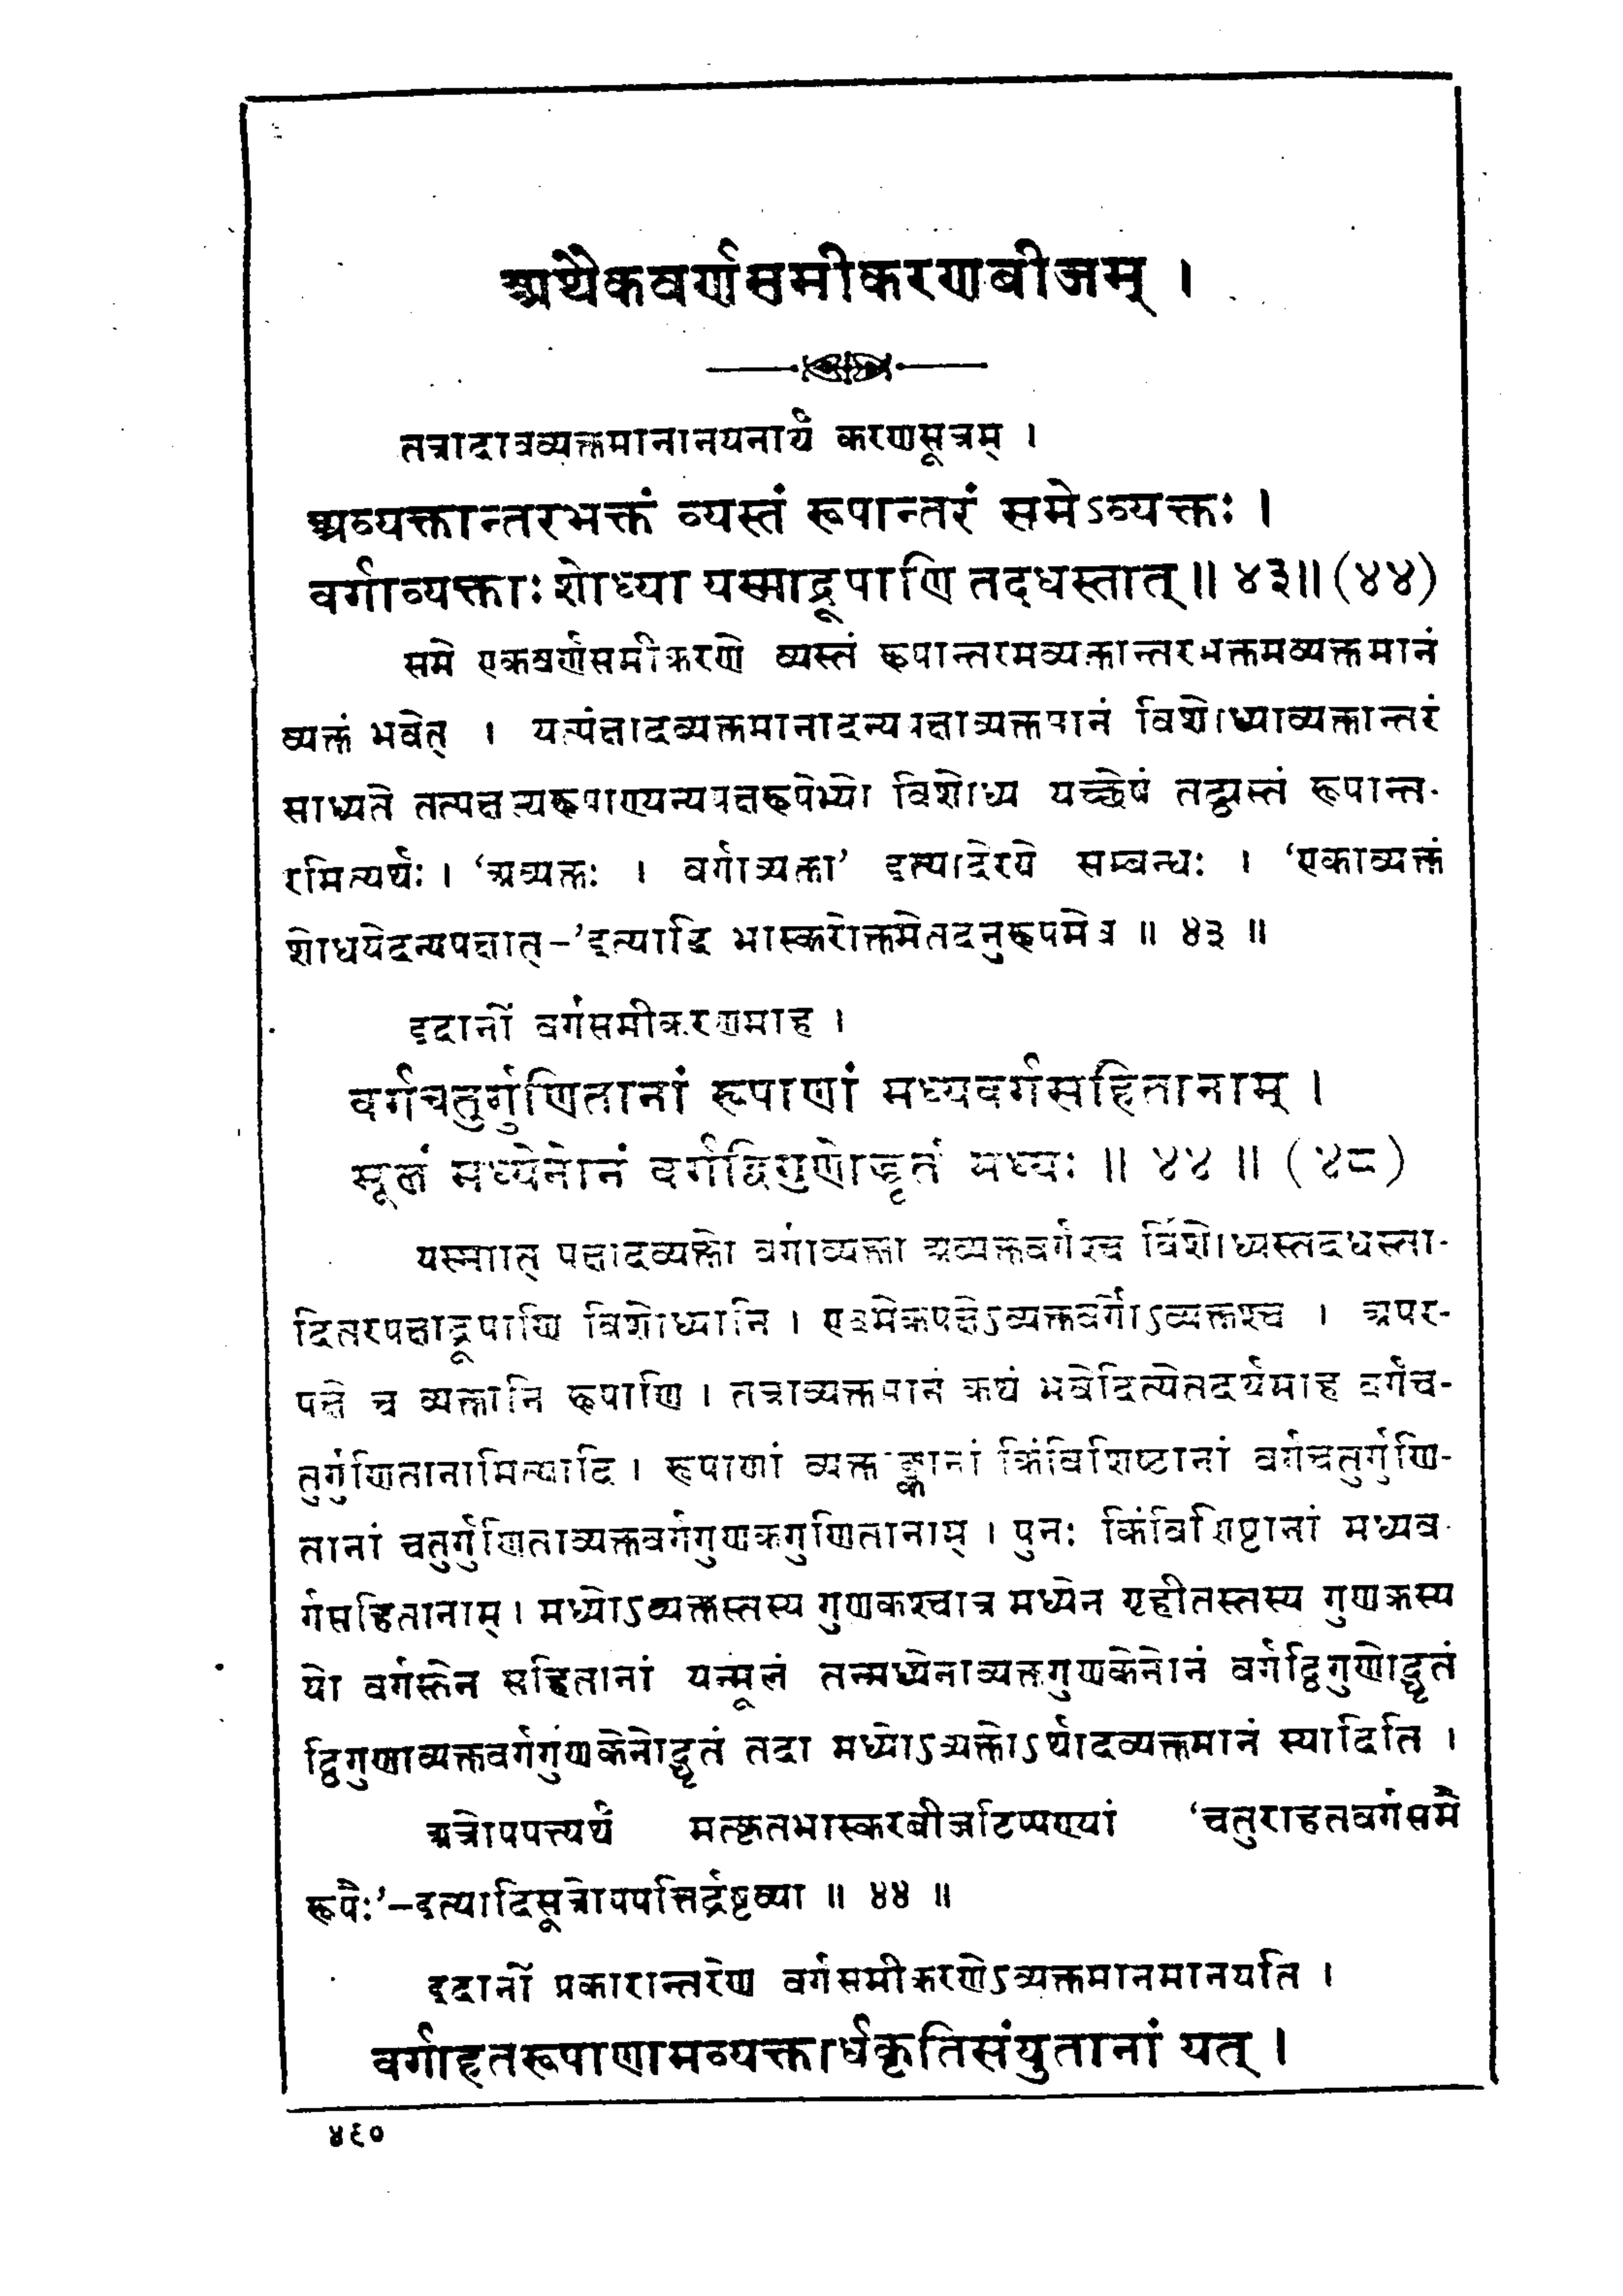 अथैकवर्णसमीकरणबीजम् ।
तत्रादावव्यक्तमानानयनार्थं करणसूत्रम् ।
अव्यक्तान्तरभक्तं व्यस्तं रूपान्तरं समेऽव्यक्तः ।
वर्गाव्यक्ताः शोध्या यस्माद्रूपाणि तदधस्तात् ॥ ४३ ॥ (४४)
समे एकवर्णसमीकरणे व्यस्तं रूपान्तरमव्यक्तान्तरभक्तमव्यक्तमानं
व्यक्तं भवेत् । यत्पक्षादव्यक्तमानादन्यपक्षाव्यक्तमानं विशोध्याव्यक्तान्तरं
साध्यते तत्पक्षस्थरूपाण्यन्यपक्षरूपेभ्यो विशोध्य यच्छेषं तद्व्यस्तं रूपान्त-
रमित्यर्थः । ‘अव्यक्तः । वर्गाव्यक्ता’ इत्यादेरग्रे सम्बन्धः । ‘एकाव्यक्तं
शोधयेदन्यपक्षात्–’इत्यादि भास्करोक्तमेतदनुरूपमेव ॥ ४३ ॥
इदानीं वर्गसमीकरणमाह ।
वर्गचतुर्गुणितानां रूपाणां मध्यवर्गसहितानाम् ।
मूलं मध्येनोनं वर्गद्विगुणोद्धृतं मध्यः ॥ ४४ ॥ (४८)
यस्मात् पक्षादव्यक्तो वर्गाव्यक्ता अव्यक्तवर्गश्च विशोध्यस्तदधस्ता-
दितरपक्षाद्रूपाणि विशोध्यानि । एवमेकपक्षेऽव्यक्तवर्गोऽव्यक्तश्च । अपर-
पक्षे च व्यक्तानि रूपाणि । तत्राव्यक्तमानं कथं भवेदित्येतदर्थमाह वर्गच-
तुर्गुणितानामित्यादि । रूपाणां व्यक्ताङ्कानां किंविशिष्टानां वर्गचतुर्गुणि-
तानां चतुर्गुणिताव्यक्तवर्गगुणकगुणितानाम् । पुनः किंविशिष्टानां मध्यव-
र्गसहितानाम् । मध्योऽव्यक्तस्तस्य गुणकश्चात्र मध्येन गृहीतस्तस्य गुणकस्य
यो वर्गस्तेन सहितानां यन्मूलं तन्मध्येनाव्यक्तगुणकेनोनं वर्गद्विगुणोद्धृतं
द्विगुणाव्यक्तवर्गगुणकेनोद्धृतं तदा मध्योऽव्यक्तोऽर्थादव्यक्तमानं स्यादिति ।
अत्रोपपत्त्यर्थं मत्कृतभास्करबीजटिप्पण्यां ‘चतुराहतवर्गसमै
रूपैः’–इत्यादिसूत्रोपपत्तिर्द्रष्टव्या ॥ ४४ ॥
इदानीं प्रकारान्तरेण वर्गसमीकरणेऽव्यक्तमानमानयति ।
वर्गाहतरूपाणामव्यक्तार्धकृतिसंयुतानां यत् ।
४६०